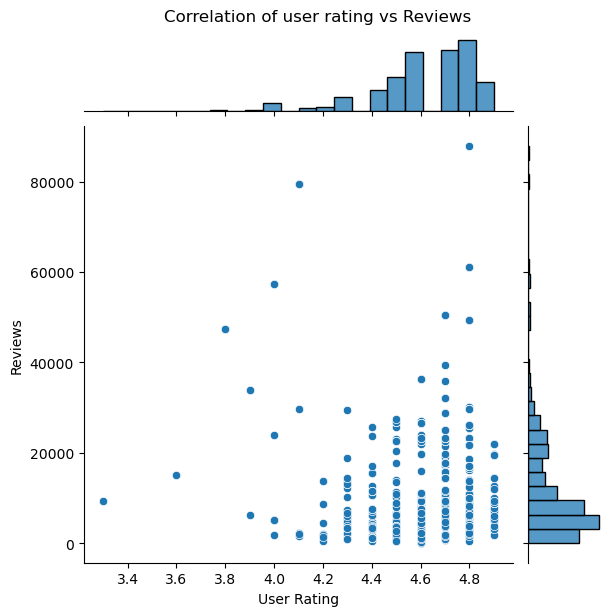 Correlation of user rating vs Reviews
80000
60000
40000
20000
0
Reviews
3.4 3.6 3.8 4.0 4.2 4.4 4.6 4.8
User Rating